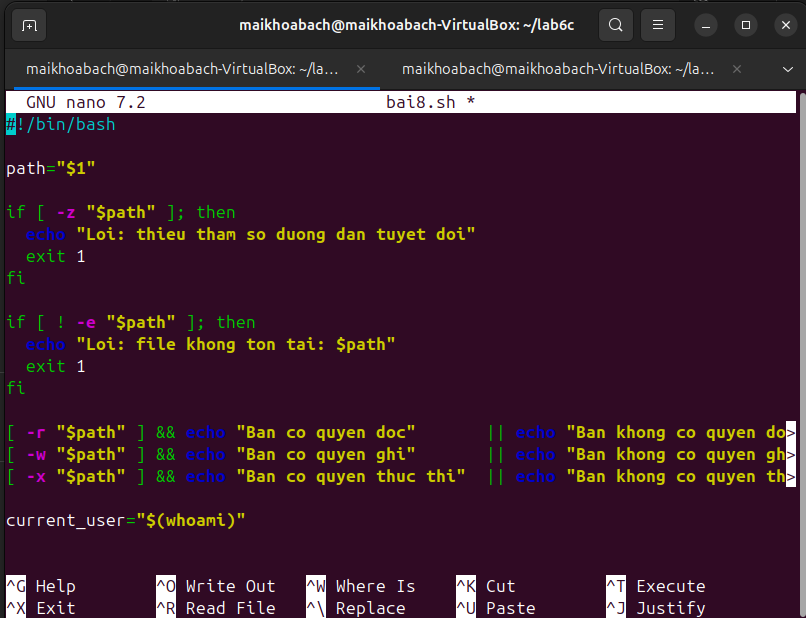 maikhoabach@maikhoabach-VirtualBox: ~/lab6c
maikhoabach@maikhoabach-VirtualBox: ~/la... × maikhoabach@maikhoabach-VirtualBox: ~/la... ×
GNU nano 7.2 bai8.sh *
#!/bin/bash
path="$1"
if [ -z "$path" ]; then
  echo "Loi: thieu tham so duong dan tuyet doi"
  exit 1
fi
if [ ! -e "$path" ]; then
  echo "Loi: file khong ton tai: $path"
  exit 1
fi
[ -r "$path" ] && echo "Ban co quyen doc"       || echo "Ban khong co quyen do>
[ -w "$path" ] && echo "Ban co quyen ghi"       || echo "Ban khong co quyen gh>
[ -x "$path" ] && echo "Ban co quyen thuc thi"  || echo "Ban khong co quyen th>
current_user="$(whoami)"
^G Help ^O Write Out ^W Where Is ^K Cut ^T Execute
^X Exit ^R Read File ^\ Replace ^U Paste ^J Justify